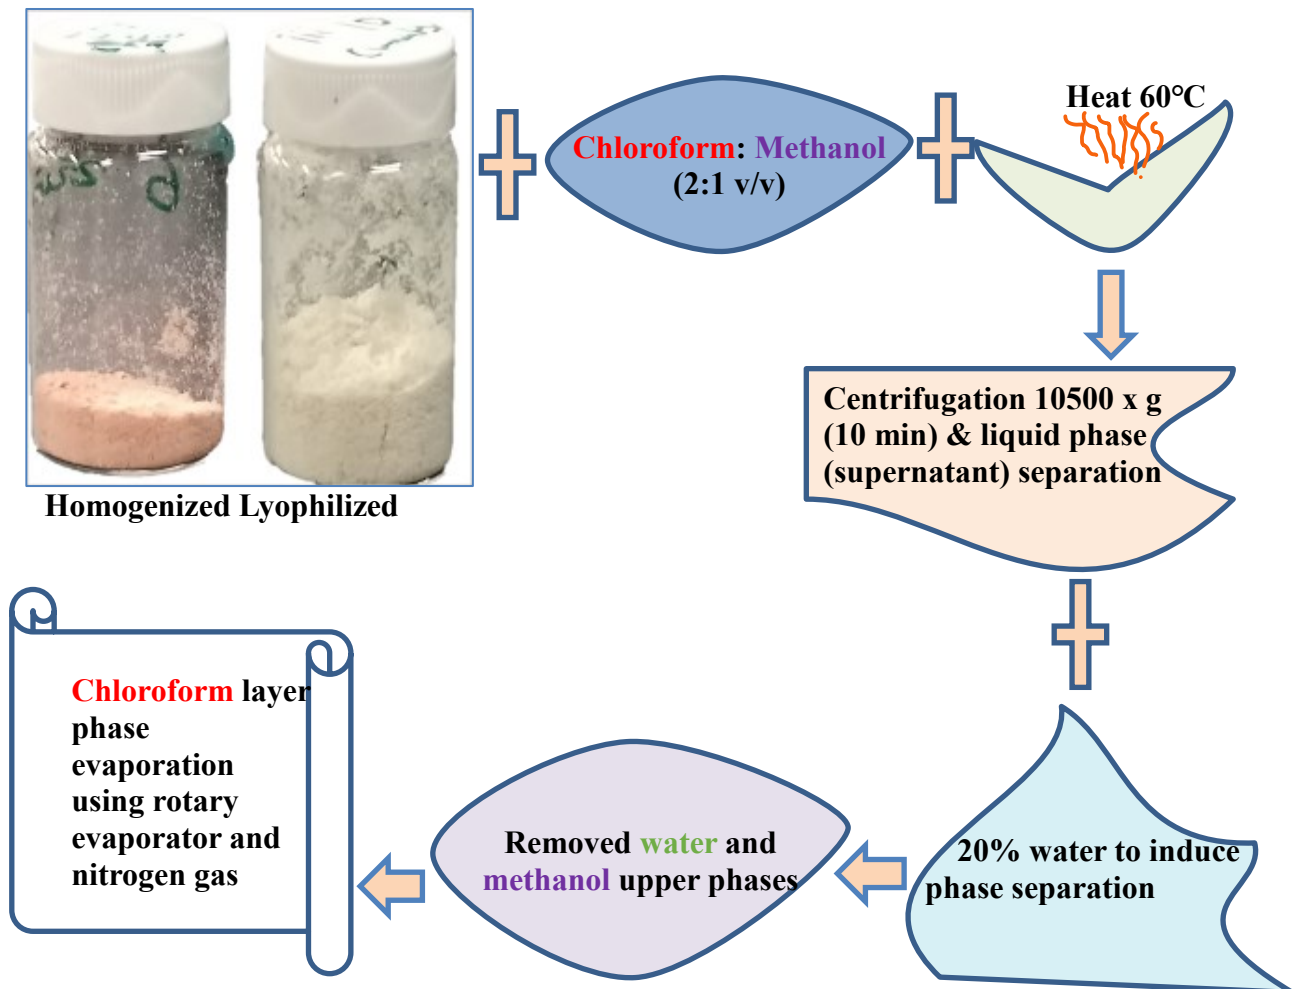 Homogenized Lyophilized
Chloroform: Methanol
(2:1 v/v)
Heat 60°C
Centrifugation 10500 x g
(10 min) & liquid phase
(supernatant) separation
20% water to induce
phase separation
Removed water and
methanol upper phases
Chloroform layer
phase
evaporation
using rotary
evaporator and
nitrogen gas